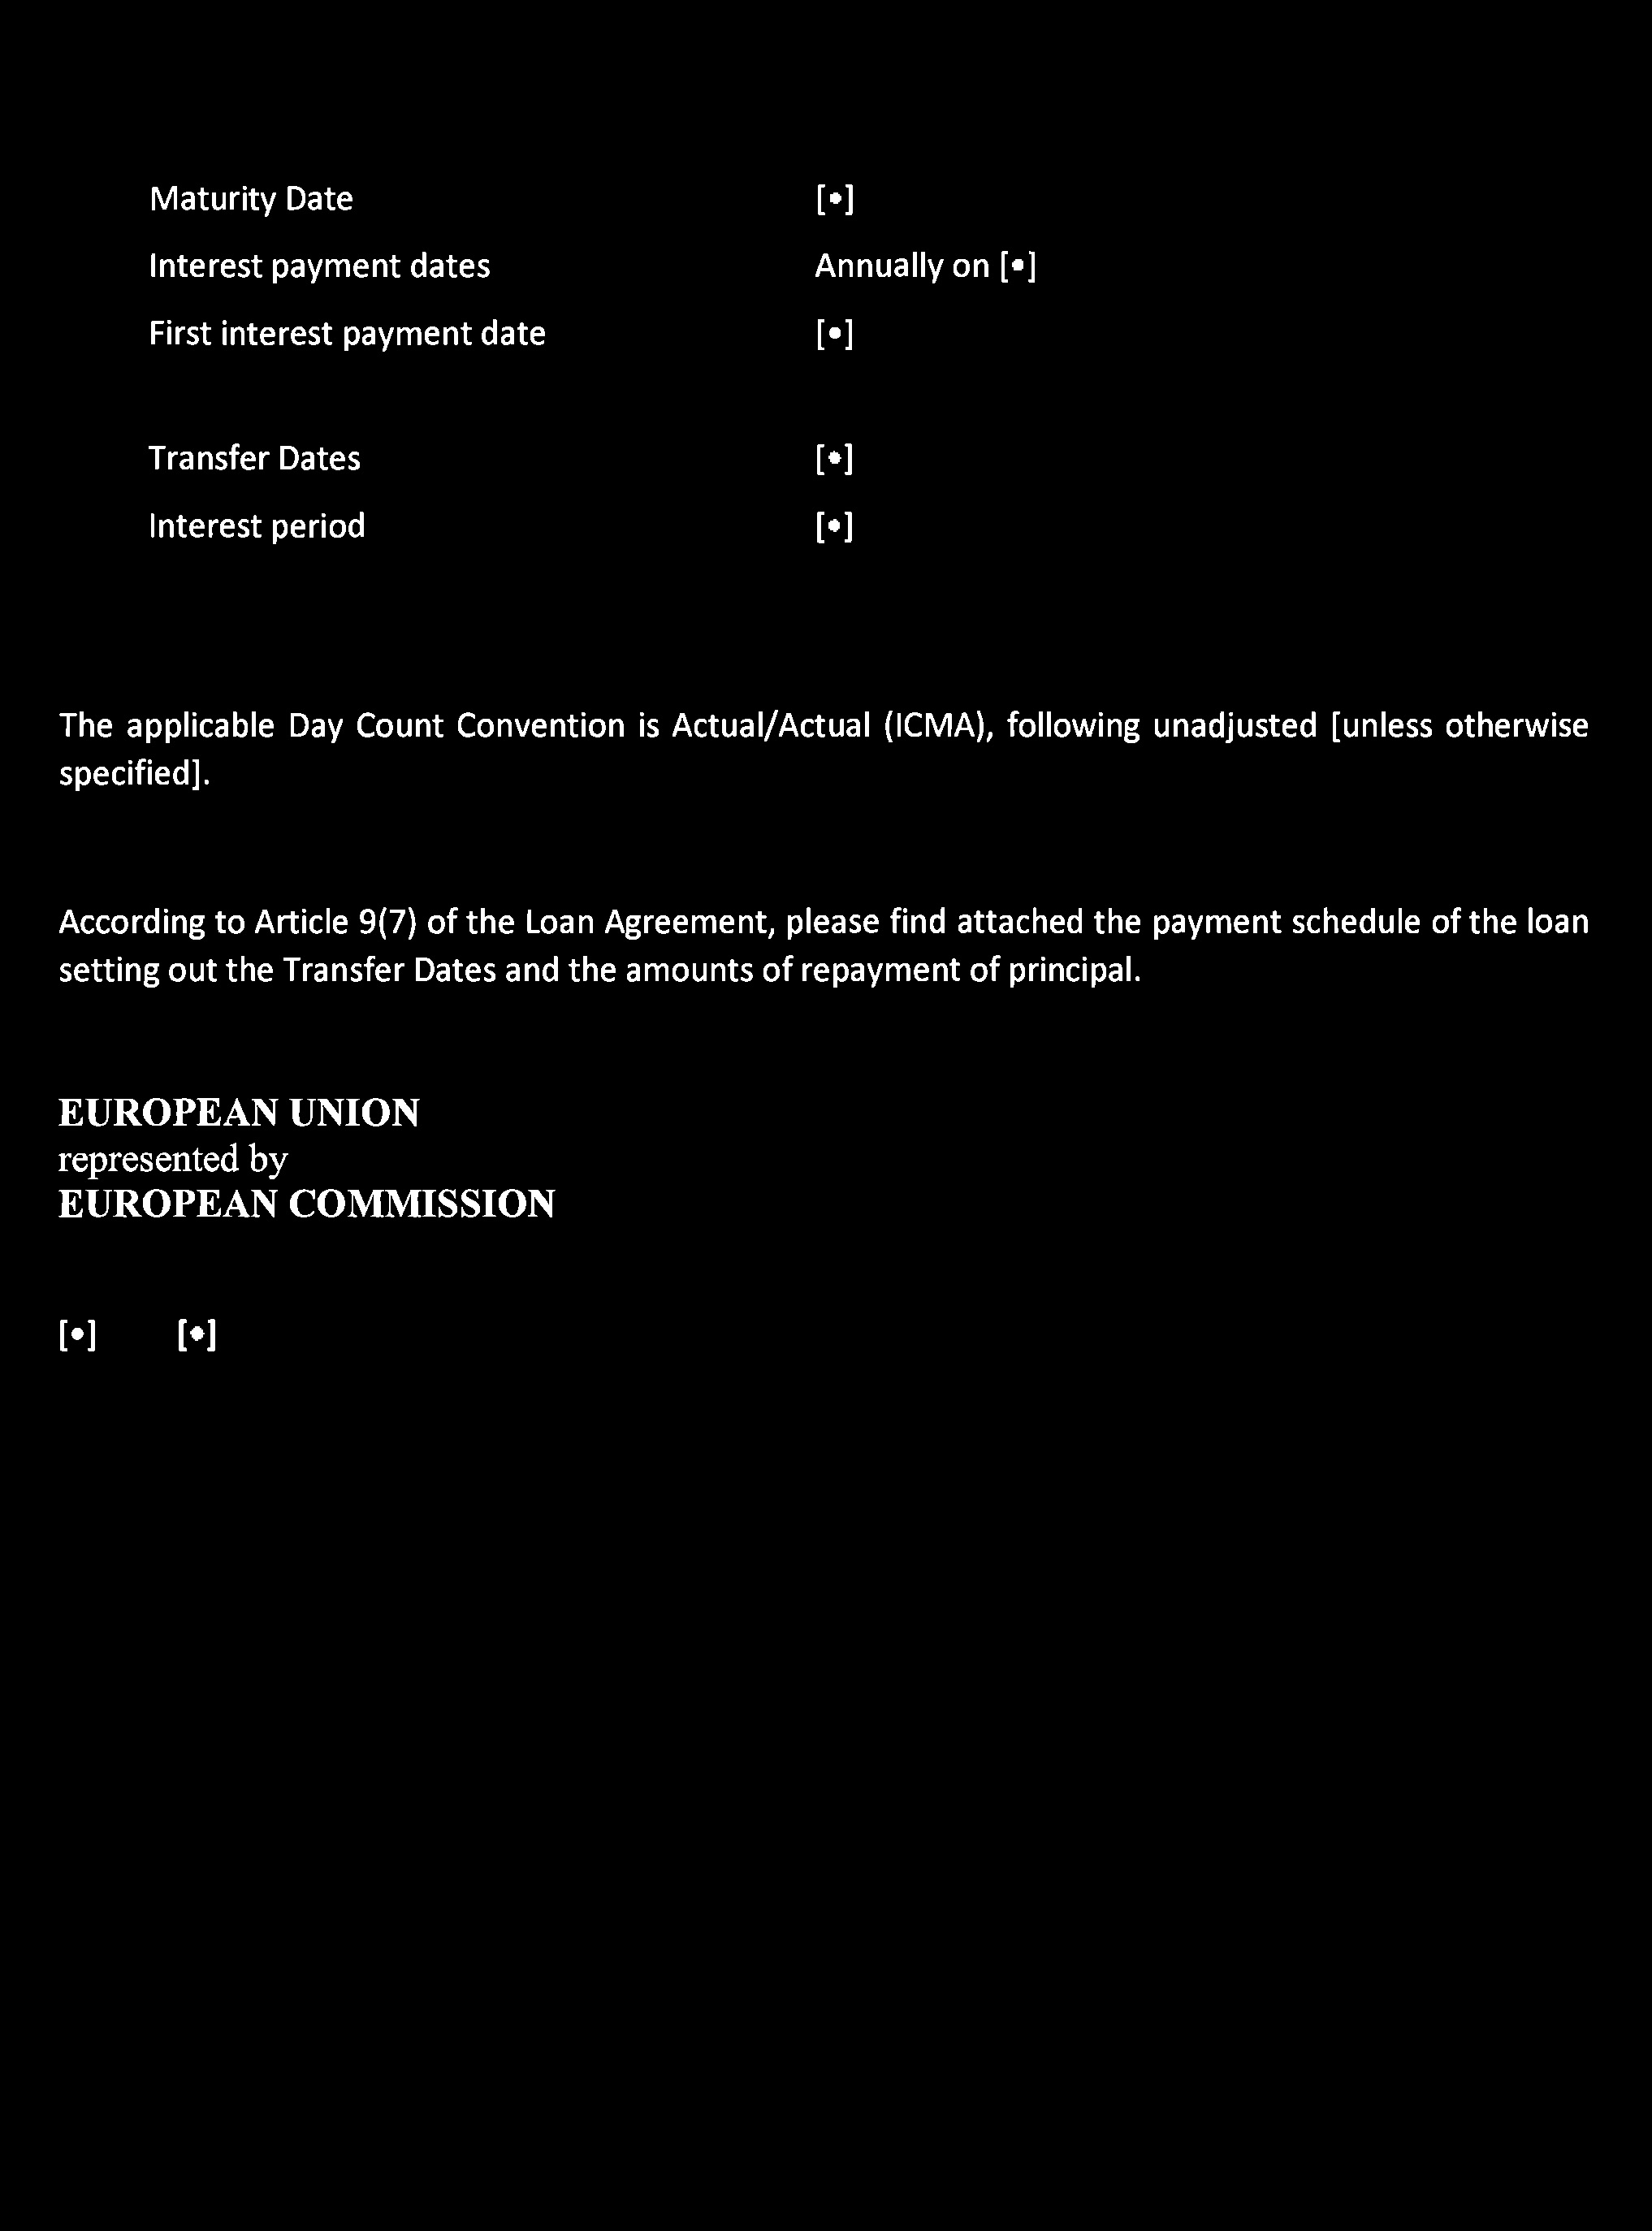 Maturity Date [•]
Interest payment dates Annually on [•]
First interest payment date [•]
Transfer Dates [•]
Interest period [•]
The applicable Day Count Convention is Actual/Actual (ICMA), following unadjusted [unless otherwise
specified].
According to Article 9(7) of the Loan Agreement, please find attached the payment schedule of the loan
setting out the Transfer Dates and the amounts of repayment of principal.
EUROPEAN UNION
represented by
EUROPEAN COMMISSION
[•] [•]